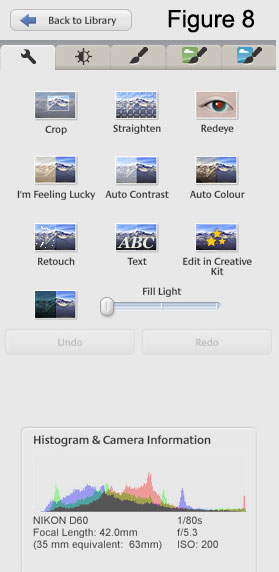 Back to Library
Figure 8
Crop
Straighten
Redeye
I'm Feeling Lucky
Auto Contrast
Auto Colour
Retouch
ABC
Text
Edit in Creative
Kit
Fill Light
Undo
Redo
Histogram & Camera Information
NIKON D60
1/80s
Focal Length: 42.0mm
f/5.3
(35 mm equivalent: 63mm)
ISO: 200